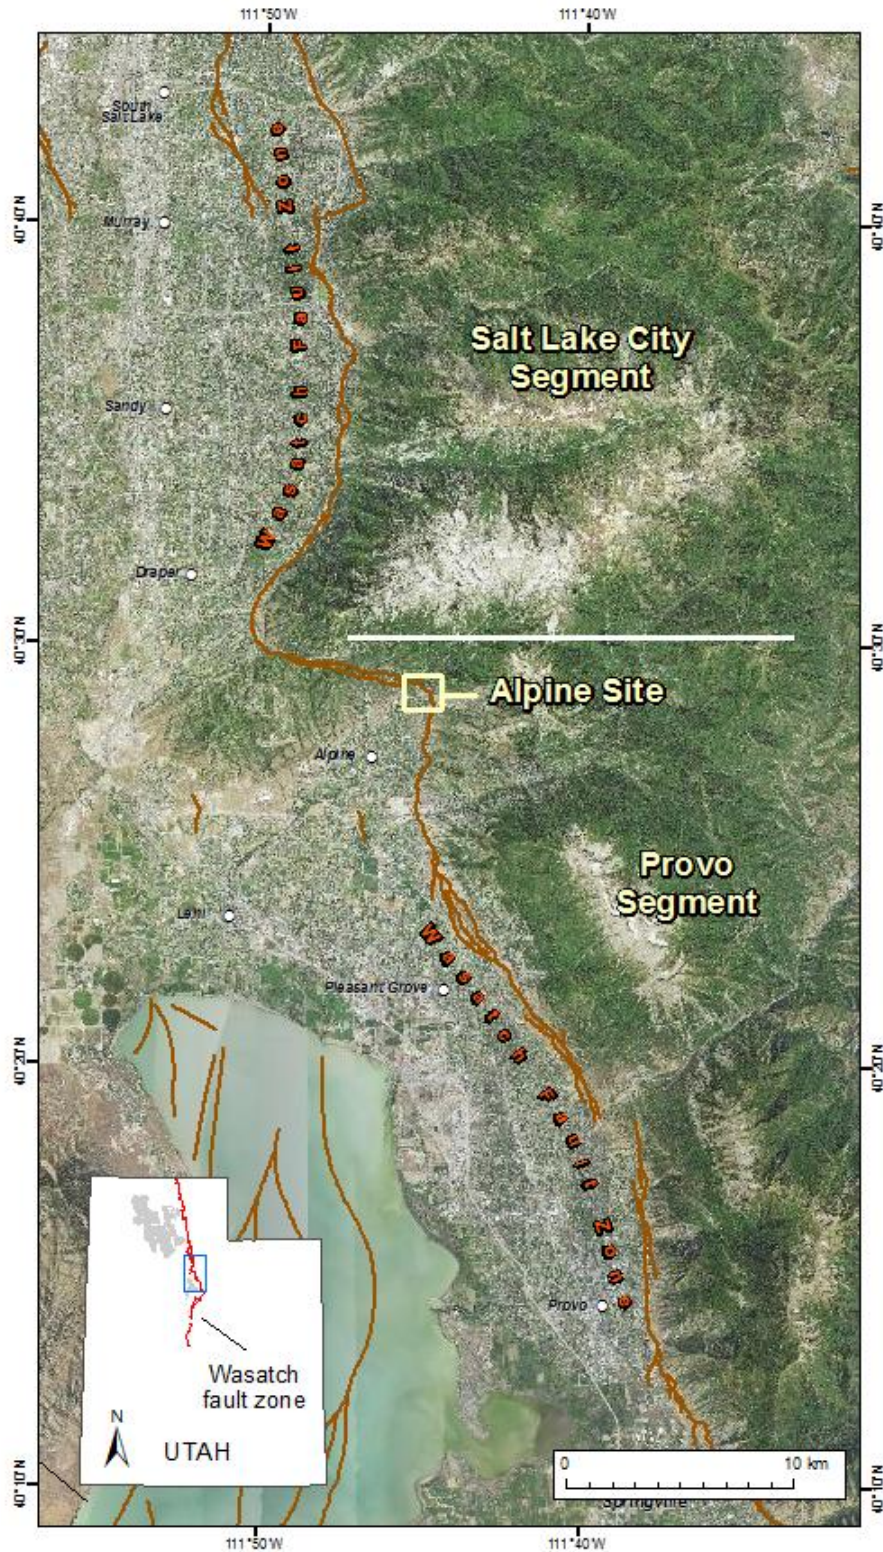 111°50'W 111°40'W
South
Salt Lake
Wasatch Fault Zone
40°40'N 40°40'N
Murray
Salt Lake City
Segment
Sandy
Draper
40°30'N 40°30'N
Alpine Site
Alpine
Provo
Segment
Lehi
Wasatch Fault Zone
Pleasant Grove
40°20'N 40°20'N
Provo
Wasatch
fault zone
N
UTAH
0 10 km
40°10'N 40°10'N
Springville
111°50'W 111°40'W